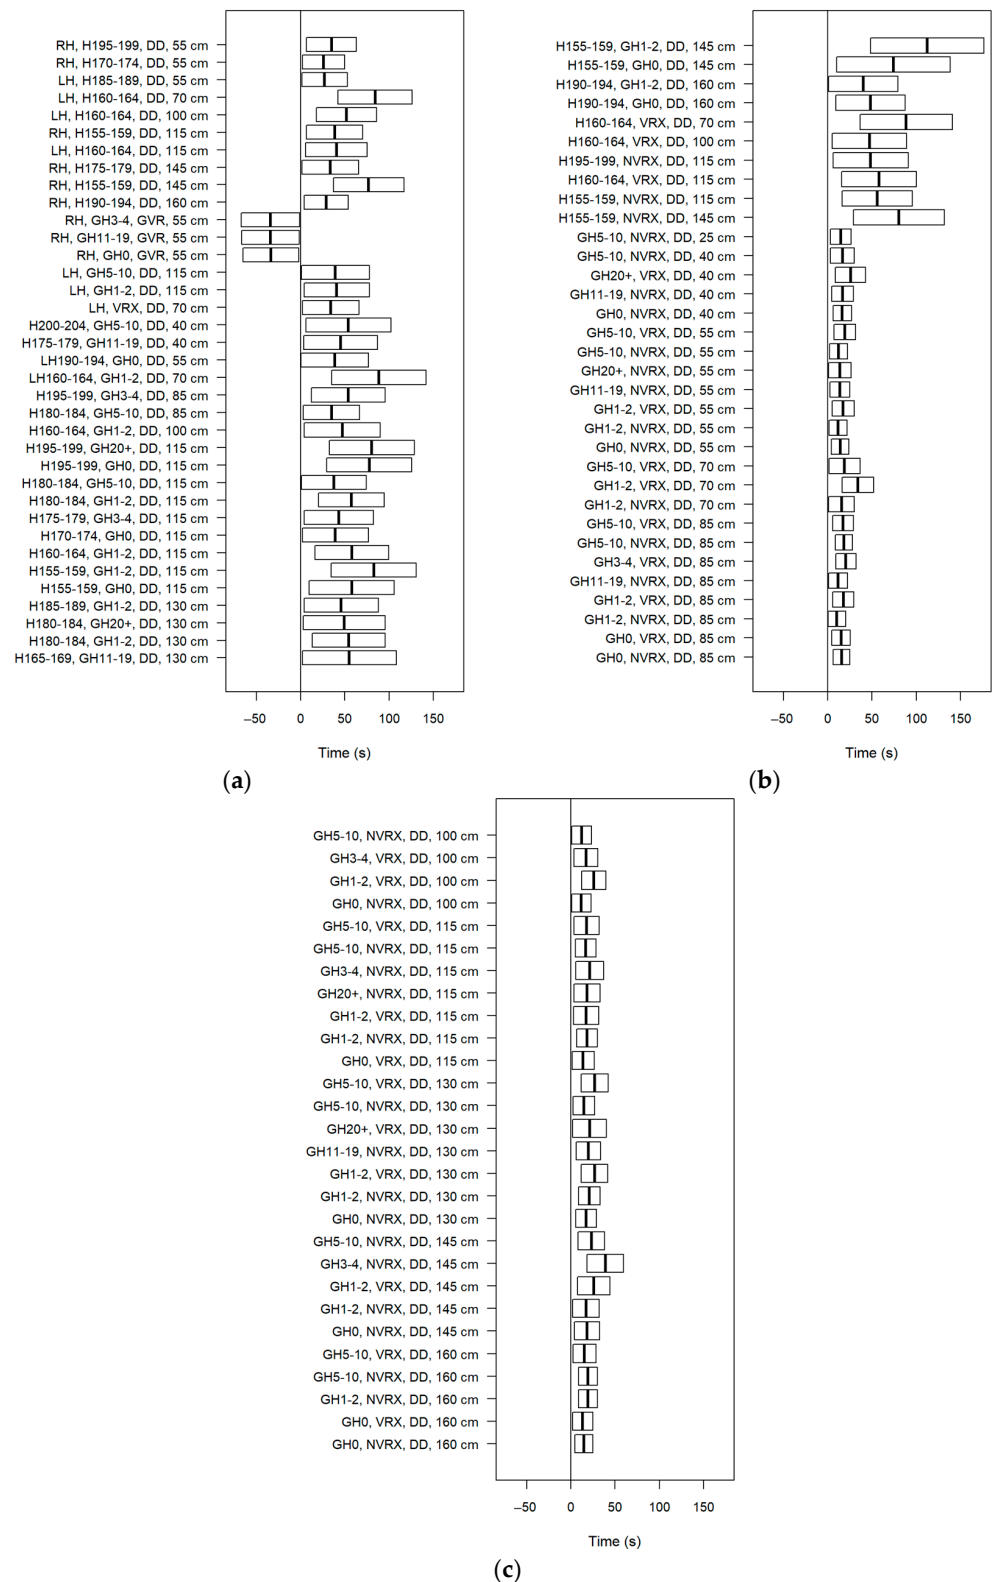 RH, H195-199, DD, 55 cm
RH, H170-174, DD, 55 cm
LH, H185-189, DD, 55 cm
LH, H160-164, DD, 70 cm
LH, H160-164, DD, 100 cm
RH, H155-159, DD, 115 cm
LH, H160-164, DD, 115 cm
RH, H175-179, DD, 145 cm
RH, H155-159, DD, 145 cm
RH, H190-194, DD, 160 cm
RH, GH3-4, GVR, 55 cm
RH, GH11-19, GVR, 55 cm
RH, GH0, GVR, 55 cm
LH, GH5-10, DD, 115 cm
LH, GH1-2, DD, 115 cm
LH, VRX, DD, 70 cm
H200-204, GH5-10, DD, 40 cm
H175-179, GH11-19, DD, 40 cm
LH190-194, GH0, DD, 55 cm
LH160-164, GH1-2, DD, 70 cm
H195-199, GH3-4, DD, 85 cm
H180-184, GH5-10, DD, 85 cm
H160-164, GH1-2, DD, 100 cm
H195-199, GH20+, DD, 115 cm
H195-199, GH0, DD, 115 cm
H180-184, GH5-10, DD, 115 cm
H180-184, GH1-2, DD, 115 cm
H175-179, GH3-4, DD, 115 cm
H170-174, GH0, DD, 115 cm
H160-164, GH1-2, DD, 115 cm
H155-159, GH1-2, DD, 115 cm
H155-159, GH0, DD, 115 cm
H185-189, GH1-2, DD, 130 cm
H180-184, GH20+, DD, 130 cm
H180-184, GH1-2, DD, 130 cm
H165-169, GH11-19, DD, 130 cm
−50 0 50 100 150
Time (s)
(a)
H155-159, GH1-2, DD, 145 cm
H155-159, GH0, DD, 145 cm
H190-194, GH1-2, DD, 160 cm
H190-194, GH0, DD, 160 cm
H160-164, VRX, DD, 70 cm
H160-164, VRX, DD, 100 cm
H195-199, NVRX, DD, 115 cm
H160-164, VRX, DD, 115 cm
H155-159, NVRX, DD, 115 cm
H155-159, NVRX, DD, 145 cm
GH5-10, NVRX, DD, 25 cm
GH5-10, NVRX, DD, 40 cm
GH20+, VRX, DD, 40 cm
GH11-19, NVRX, DD, 40 cm
GH0, NVRX, DD, 40 cm
GH5-10, VRX, DD, 55 cm
GH5-10, NVRX, DD, 55 cm
GH20+, NVRX, DD, 55 cm
GH11-19, NVRX, DD, 55 cm
GH1-2, VRX, DD, 55 cm
GH1-2, NVRX, DD, 55 cm
GH0, NVRX, DD, 55 cm
GH5-10, VRX, DD, 70 cm
GH1-2, VRX, DD, 70 cm
GH1-2, NVRX, DD, 70 cm
GH5-10, VRX, DD, 85 cm
GH5-10, NVRX, DD, 85 cm
GH3-4, VRX, DD, 85 cm
GH11-19, NVRX, DD, 85 cm
GH1-2, VRX, DD, 85 cm
GH1-2, NVRX, DD, 85 cm
GH0, VRX, DD, 85 cm
GH0, NVRX, DD, 85 cm
−50 0 50 100 150
Time (s)
(b)
GH5-10, NVRX, DD, 100 cm
GH3-4, VRX, DD, 100 cm
GH1-2, VRX, DD, 100 cm
GH0, NVRX, DD, 100 cm
GH5-10, VRX, DD, 115 cm
GH5-10, NVRX, DD, 115 cm
GH3-4, NVRX, DD, 115 cm
GH20+, NVRX, DD, 115 cm
GH1-2, VRX, DD, 115 cm
GH1-2, NVRX, DD, 115 cm
GH0, VRX, DD, 115 cm
GH5-10, VRX, DD, 130 cm
GH5-10, NVRX, DD, 130 cm
GH20+, VRX, DD, 130 cm
GH11-19, NVRX, DD, 130 cm
GH1-2, VRX, DD, 130 cm
GH1-2, NVRX, DD, 130 cm
GH0, NVRX, DD, 130 cm
GH5-10, NVRX, DD, 145 cm
GH3-4, NVRX, DD, 145 cm
GH1-2, VRX, DD, 145 cm
GH1-2, NVRX, DD, 145 cm
GH0, NVRX, DD, 145 cm
GH5-10, VRX, DD, 160 cm
GH5-10, NVRX, DD, 160 cm
GH1-2, NVRX, DD, 160 cm
GH0, VRX, DD, 160 cm
GH0, NVRX, DD, 160 cm
−50 0 50 100 150
Time (s)
(c)